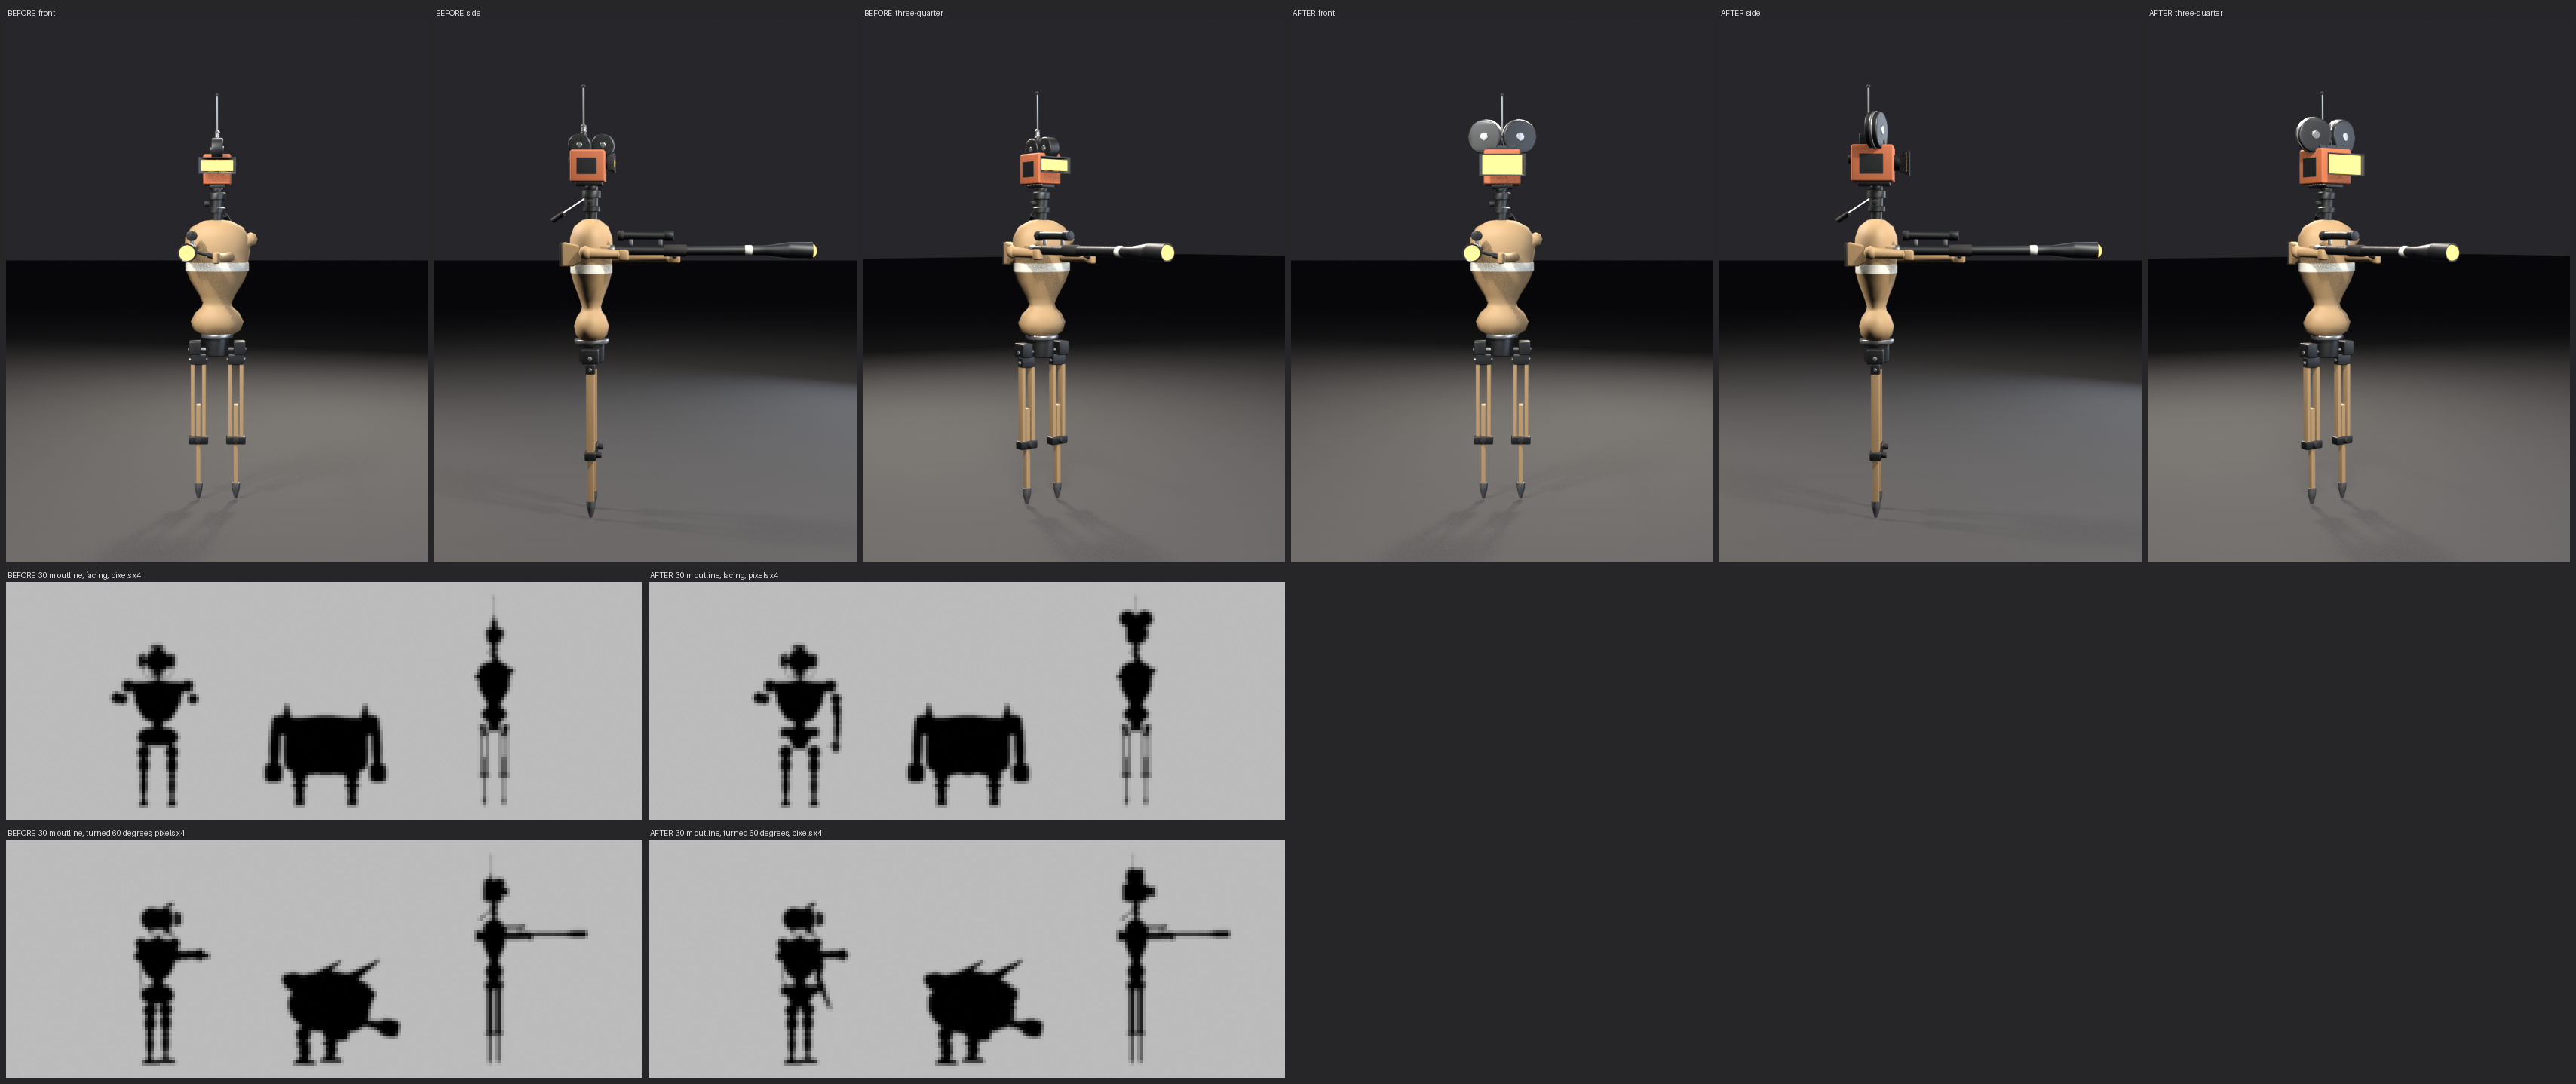 BEFORE front
BEFORE side
BEFORE three-quarter
AFTER front
AFTER side
AFTER three-quarter
BEFORE 30 m outline, facing, pixels x4
AFTER 30 m outline, facing, pixels x4
BEFORE 30 m outline, turned 60 degrees, pixels x4
AFTER 30 m outline, turned 60 degrees, pixels x4